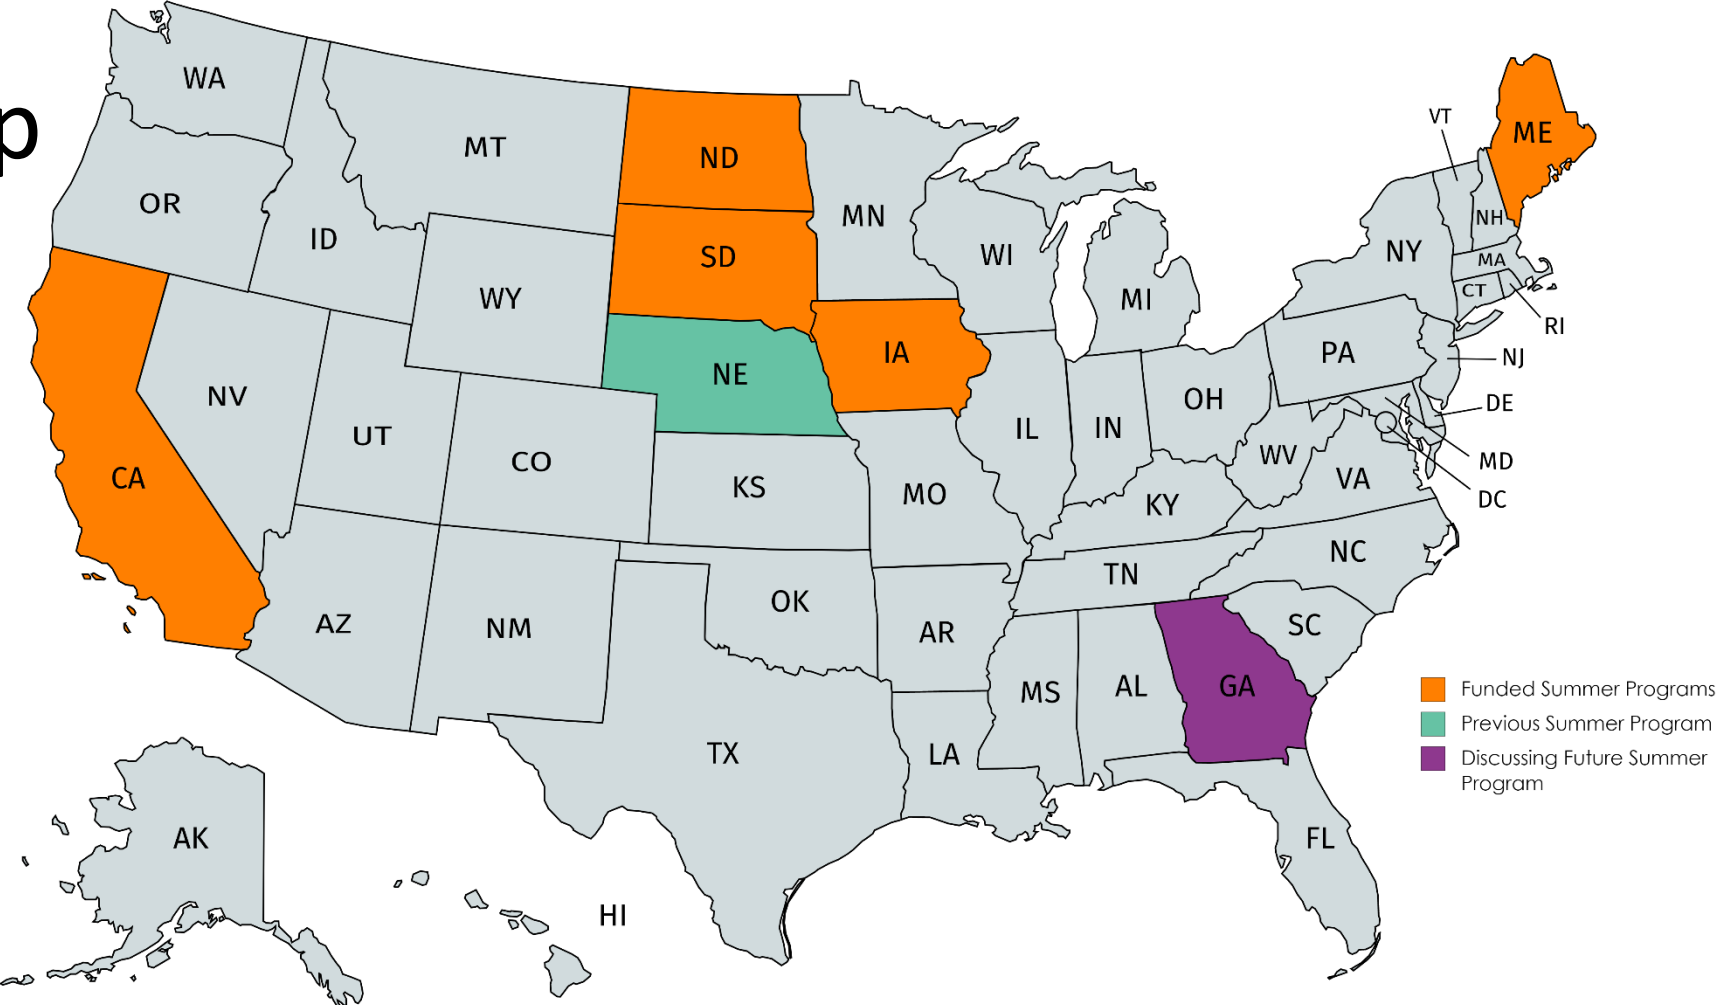 p
WA
MT
ND
OR
ID
MN
SD
WI
WY
MI
VT
ME
NH
NY
MA
CT
RI
NV
UT
CO
NE
IA
PA
NJ
OH
DE
IL
IN
WV
MD
VA
DC
CA
KS
MO
KY
NC
TN
AZ
NM
OK
AR
SC
MS
AL
GA
TX
LA
FL
AK
HI
Funded Summer Programs
Previous Summer Program
Discussing Future Summer
Program